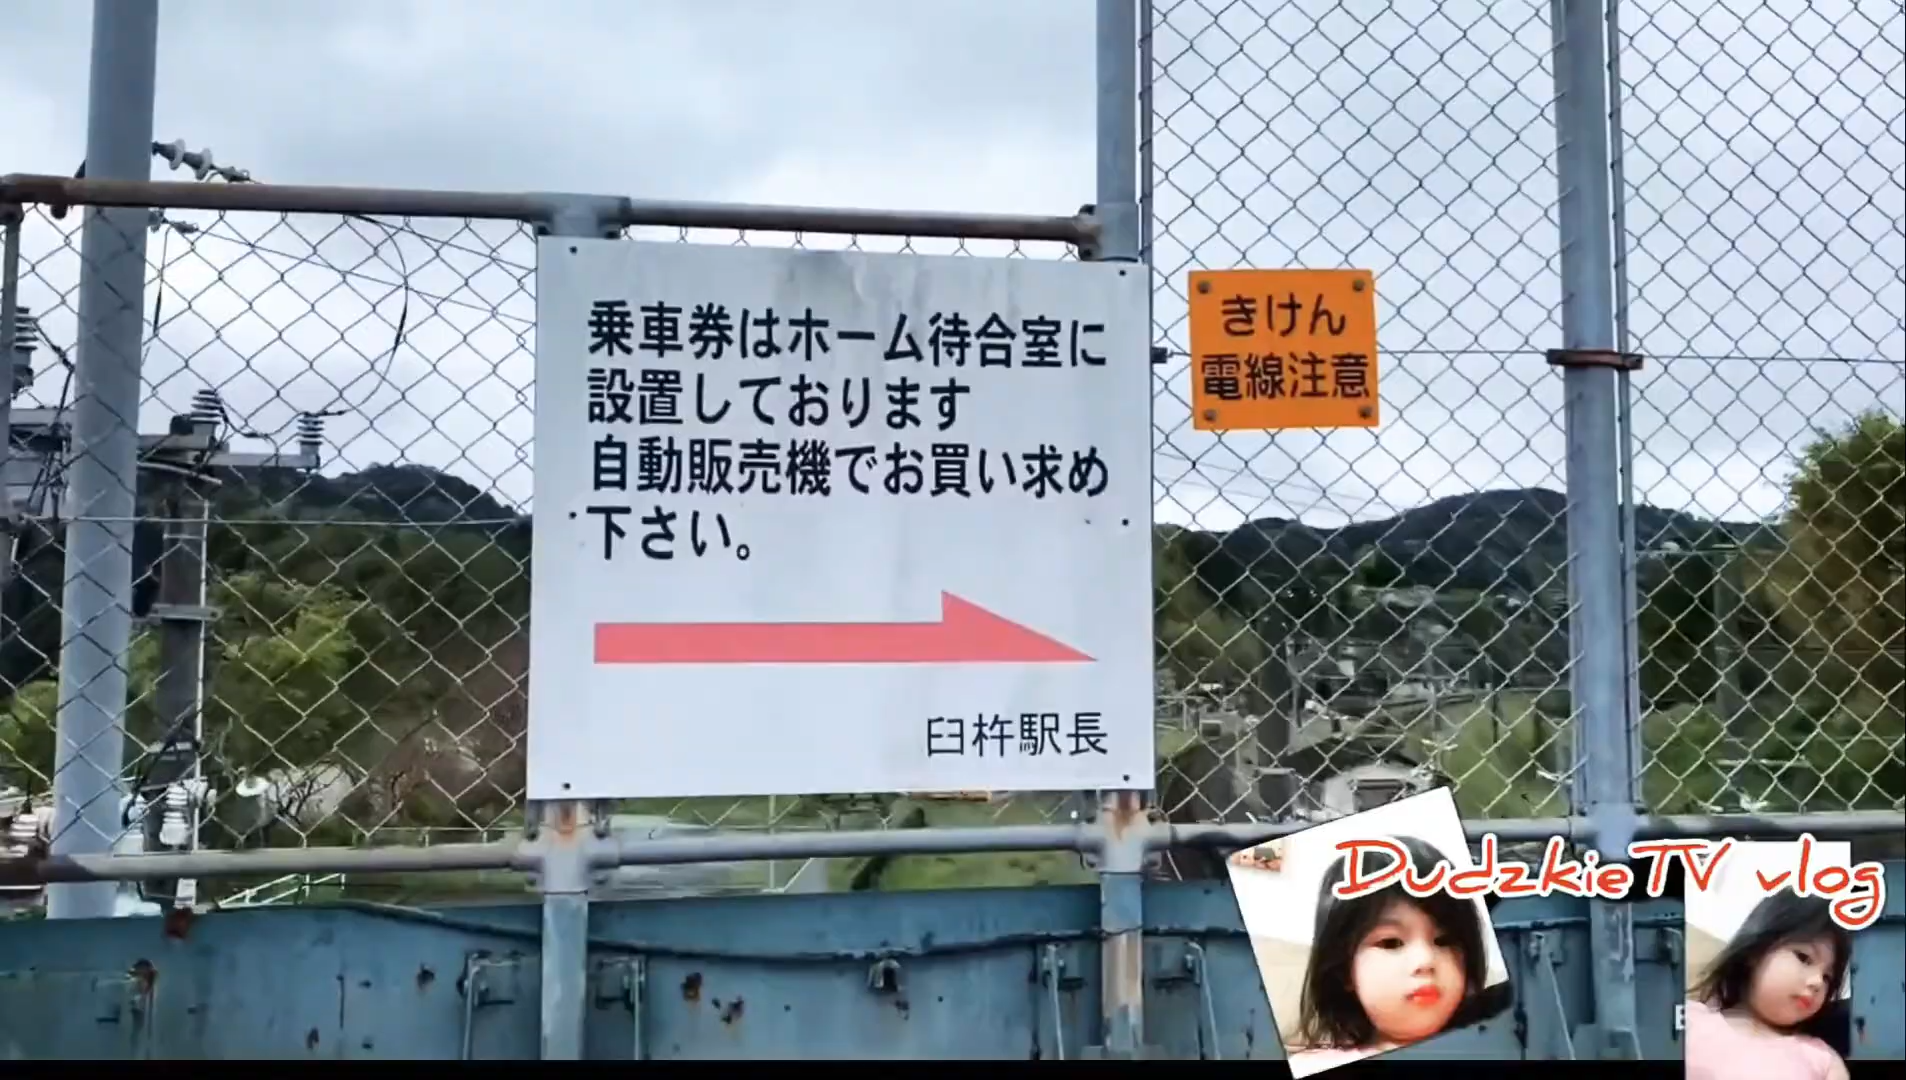 乗車券はホーム待合室に
設置しております
自動販売機でお買い求め
下さい。
臼杵駅長
きけん
電線注意
DudzkieTV vlog